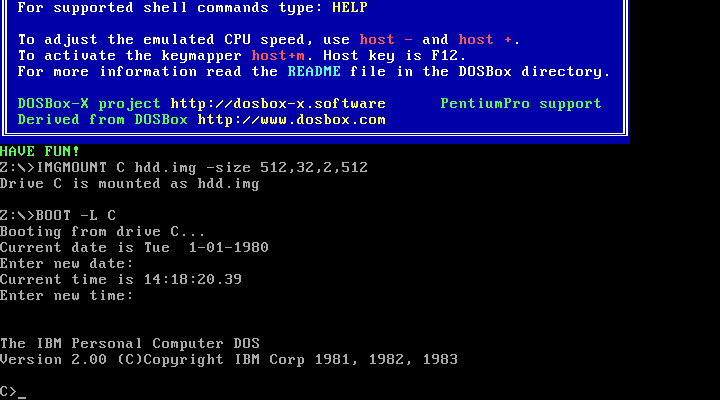 For supported shell commands type: HELP
To adjust the emulated CPU speed, use host - and host +.
To activate the keymapper host+m. Host key is F12.
For more information read the README file in the DOSBox directory.
DOSBox-X project http://dosbox-x.software PentiumPro support
Derived from DOSBox http://www.dosbox.com
HAVE FUN!
Z:\>IMGMOUNT C hdd.img -size 512,32,2,512
Drive C is mounted as hdd.img
Z:\>BOOT -L C
Booting from drive C...
Current date is Tue  1-01-1980
Enter new date:
Current time is 14:18:20.39
Enter new time:
The IBM Personal Computer DOS
Version 2.00 (C)Copyright IBM Corp 1981, 1982, 1983
C>_